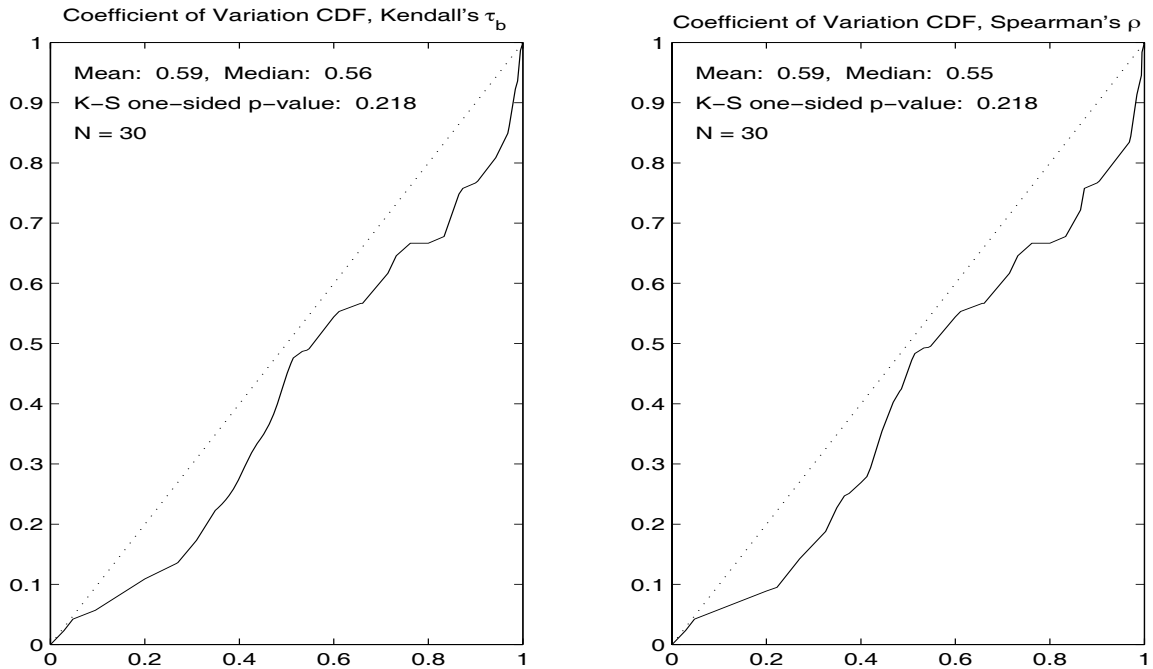 Coefficient of Variation CDF, Kendall's τb
Mean: 0.59, Median: 0.56
K−S one−sided p−value: 0.218
N = 30
1
0.9
0.8
0.7
0.6
0.5
0.4
0.3
0.2
0.1
0
0 0.2 0.4 0.6 0.8 1
Coefficient of Variation CDF, Spearman's ρ
Mean: 0.59, Median: 0.55
K−S one−sided p−value: 0.218
N = 30
1
0.9
0.8
0.7
0.6
0.5
0.4
0.3
0.2
0.1
0
0 0.2 0.4 0.6 0.8 1